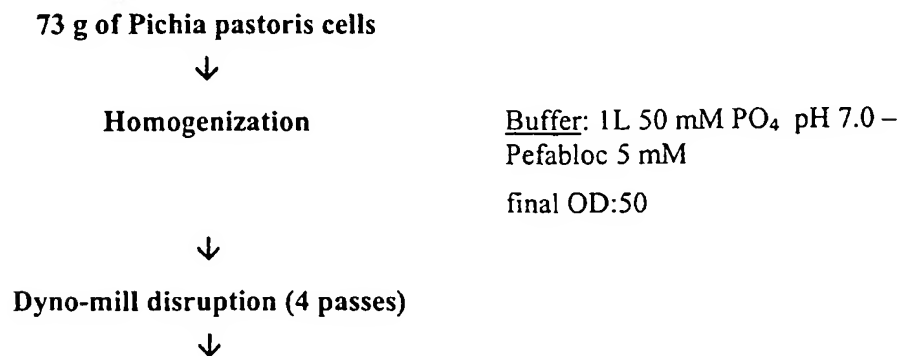 73 g of Pichia pastoris cells
↓
Homogenization Buffer: 1L 50 mM PO₄ pH 7.0 –
Pefabloc 5 mM
final OD:50
↓
Dyno-mill disruption (4 passes)
↓